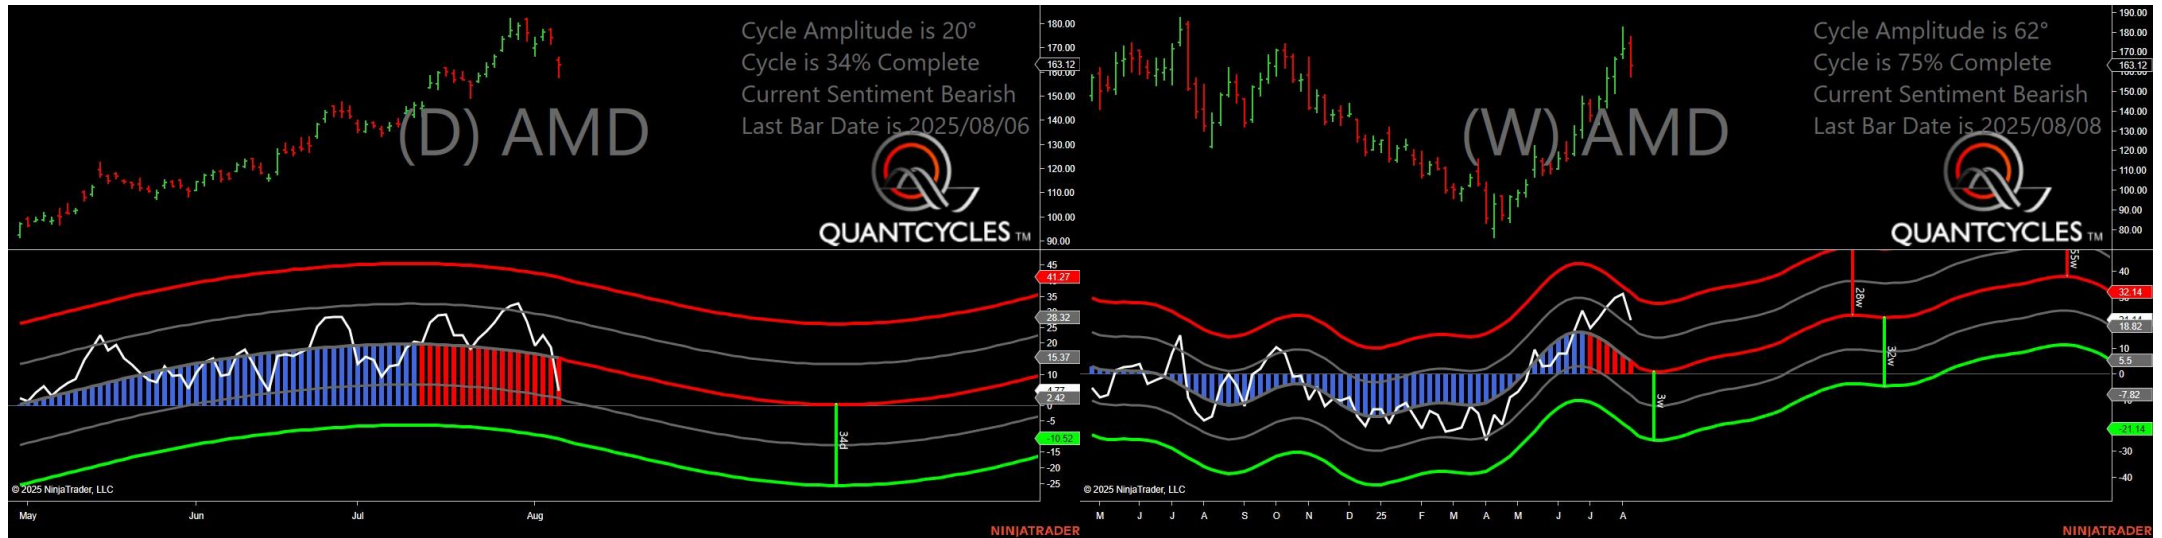 Cycle Amplitude is 20°
Cycle is 34% Complete
Current Sentiment Bearish
Last Bar Date is 2025/08/06
(D) AMD
QUANTCYCLES TM
180.00
170.00
163.12
160.00
150.00
140.00
130.00
120.00
110.00
100.00
90.00
45
41.27
35
28.32
25
20
15.37
10
4.77
2.42
0
-5
-10.52
-15
-20
-25
34d
© 2025 NinjaTrader, LLC
May
Jun
Jul
Aug
NINJATRADER
Cycle Amplitude is 62°
Cycle is 75% Complete
Current Sentiment Bearish
Last Bar Date is 2025/08/08
(W) AMD
QUANTCYCLES TM
190.00
180.00
170.00
163.12
160.00
150.00
140.00
130.00
120.00
110.00
100.00
90.00
80.00
55w
28w
32w
3w
40
32.14
18.82
10
5.5
0
-7.82
-21.14
-30
-40
© 2025 NinjaTrader, LLC
M
J
J
A
S
O
N
D
25
F
M
A
M
J
J
A
NINJATRADER